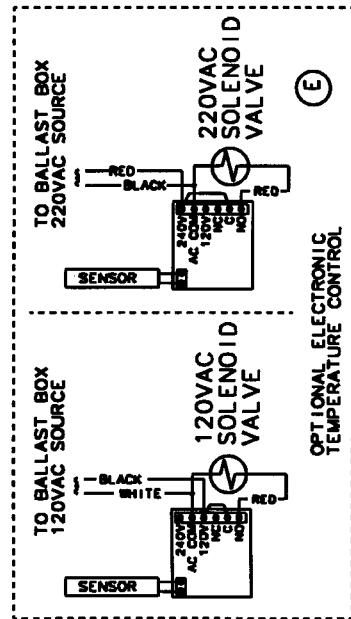 TO BALLAST BOX
220VAC SOURCE
RED
BLACK
220VAC
SOLENOID
VALVE
E
240V
AC COM
120V
NC
C
NO
RED
SENSOR
TO BALLAST BOX
120VAC SOURCE
BLACK
WHITE
120VAC
SOLENOID
VALVE
240V
AC COM
120V
NC
C
NO
RED
SENSOR
OPTIONAL ELECTRONIC
TEMPERATURE CONTROL